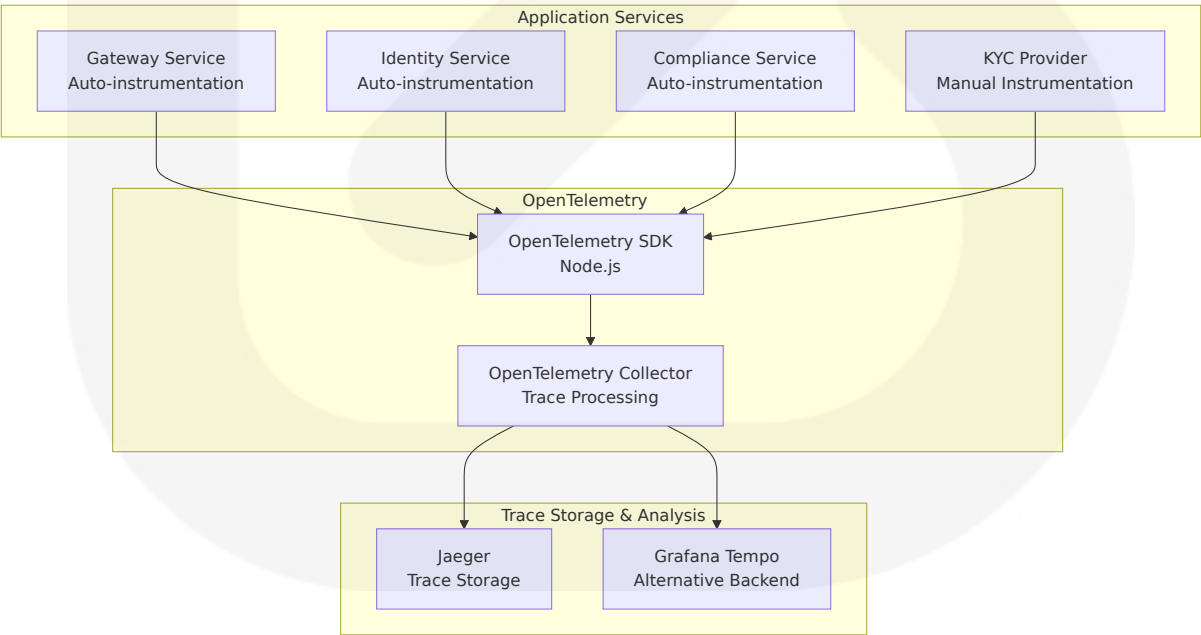 Application Services
Gateway Service
Auto-instrumentation
Identity Service
Auto-instrumentation
Compliance Service
Auto-instrumentation
KYC Provider
Manual Instrumentation
OpenTelemetry
OpenTelemetry SDK
Node.js
OpenTelemetry Collector
Trace Processing
Trace Storage & Analysis
Jaeger
Trace Storage
Grafana Tempo
Alternative Backend